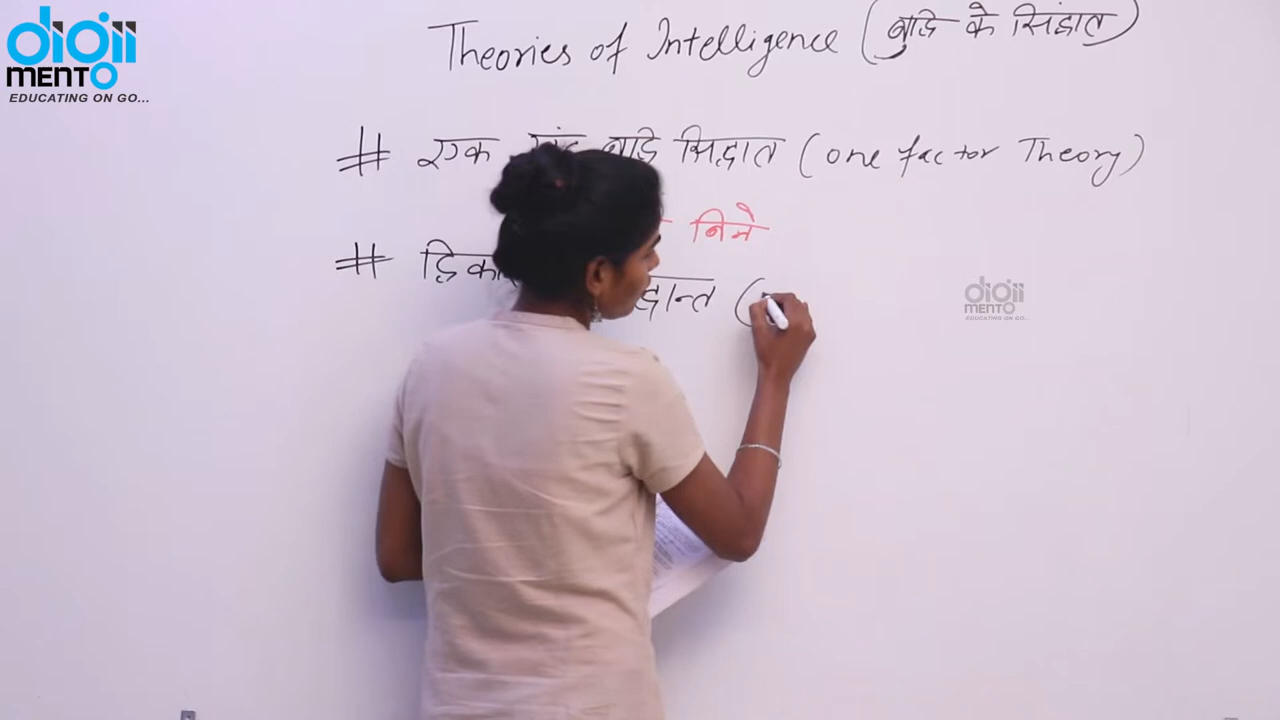 digii
MENTO
EDUCATING ON GO...
Theories of Intelligence (बुद्धि के सिद्धांत)
# एक खंड बुद्धि सिद्धांत (one factor Theory)
बिने
#
digii
MENTO
EDUCATING ON GO...